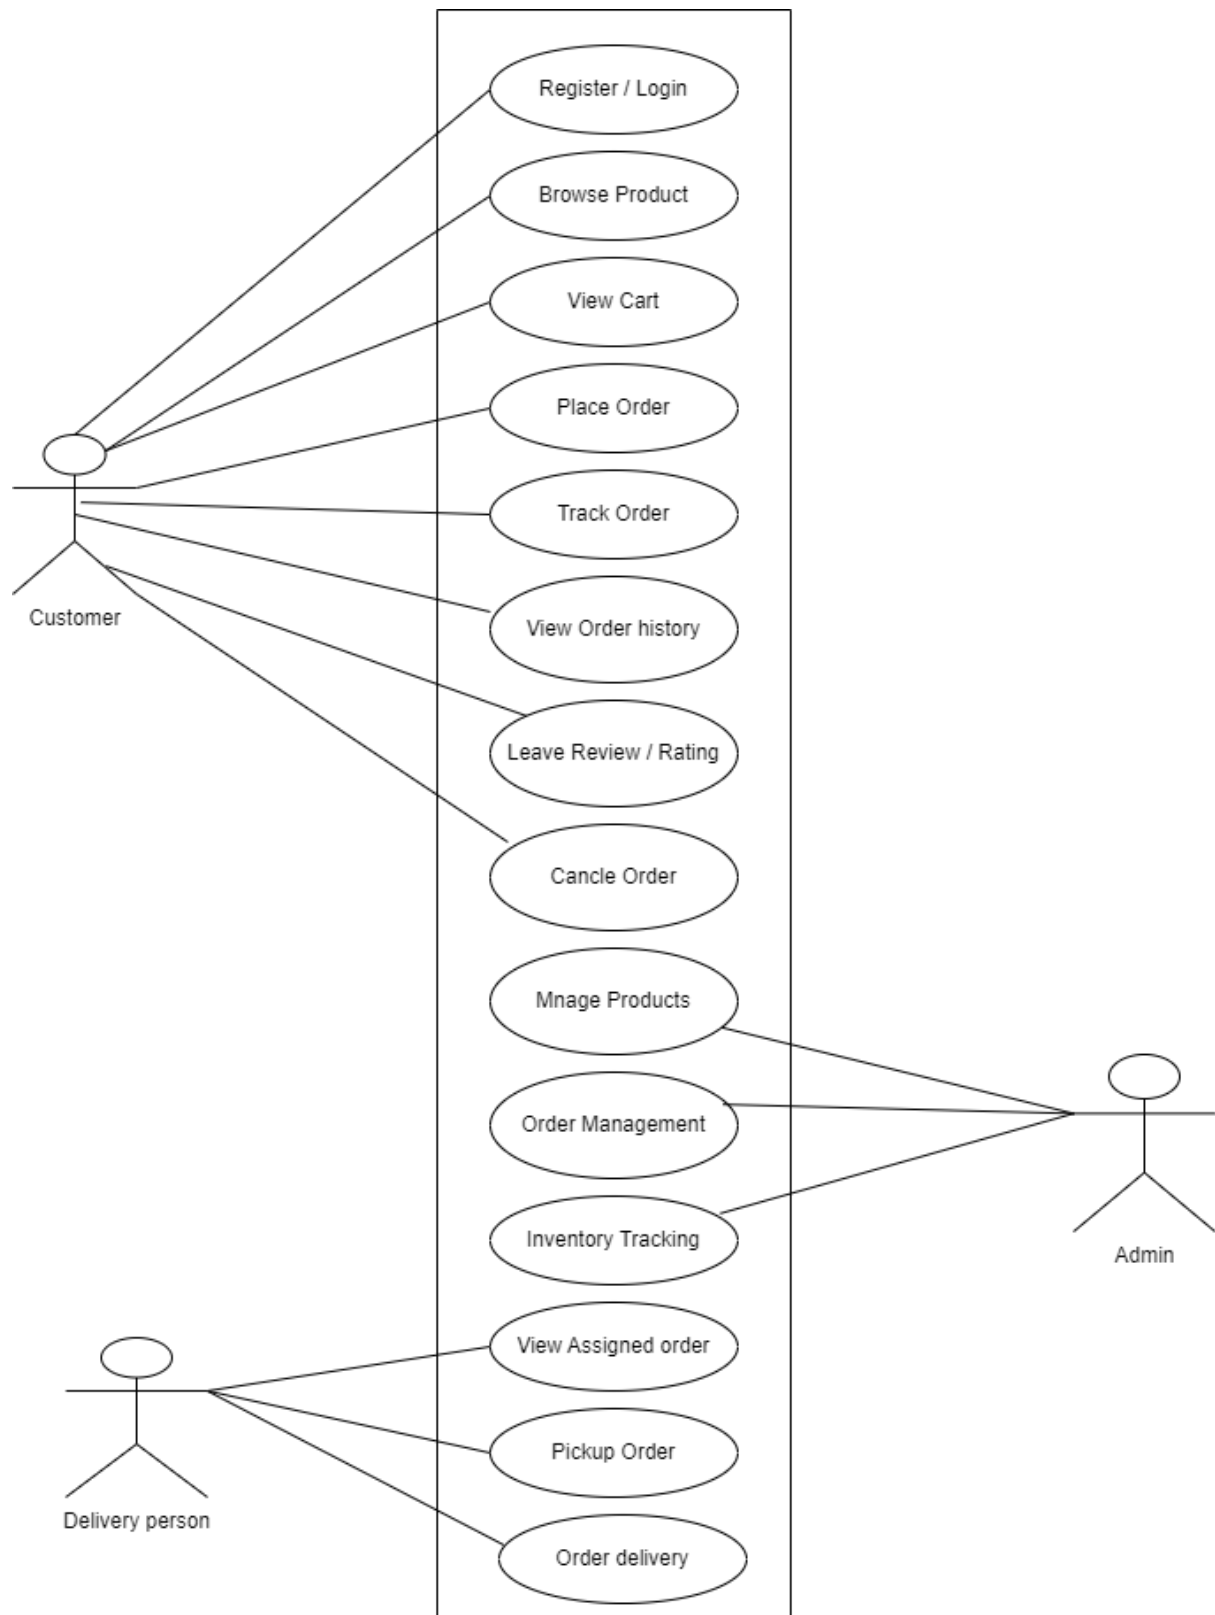 Register / Login
Browse Product
View Cart
Place Order
Track Order
View Order history
Customer
Leave Review / Rating
Cancle Order
Mnage Products
Order Management
Inventory Tracking
Admin
View Assigned order
Pickup Order
Delivery person
Order delivery